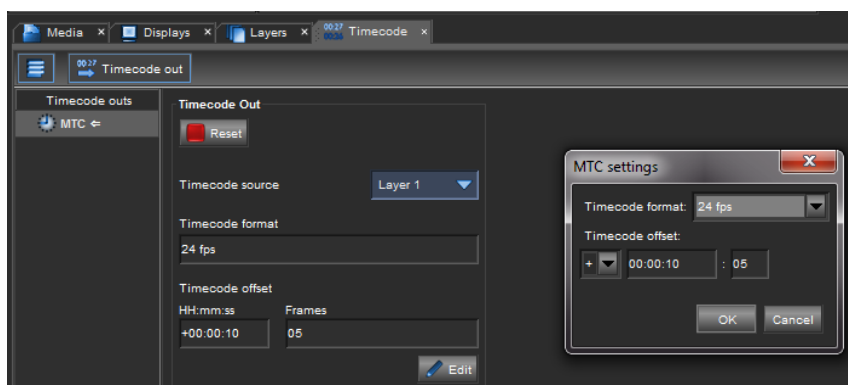 Media × Displays × Layers × 00:27 Timecode ×
00:27 Timecode out
Timecode outs
MTC ⇐
Timecode Out
Reset
Timecode source Layer 1
Timecode format
24 fps
Timecode offset
HH:mm:ss Frames
+00:00:10 05
Edit
MTC settings
Timecode format: 24 fps
Timecode offset:
+ 00:00:10 : 05
OK Cancel